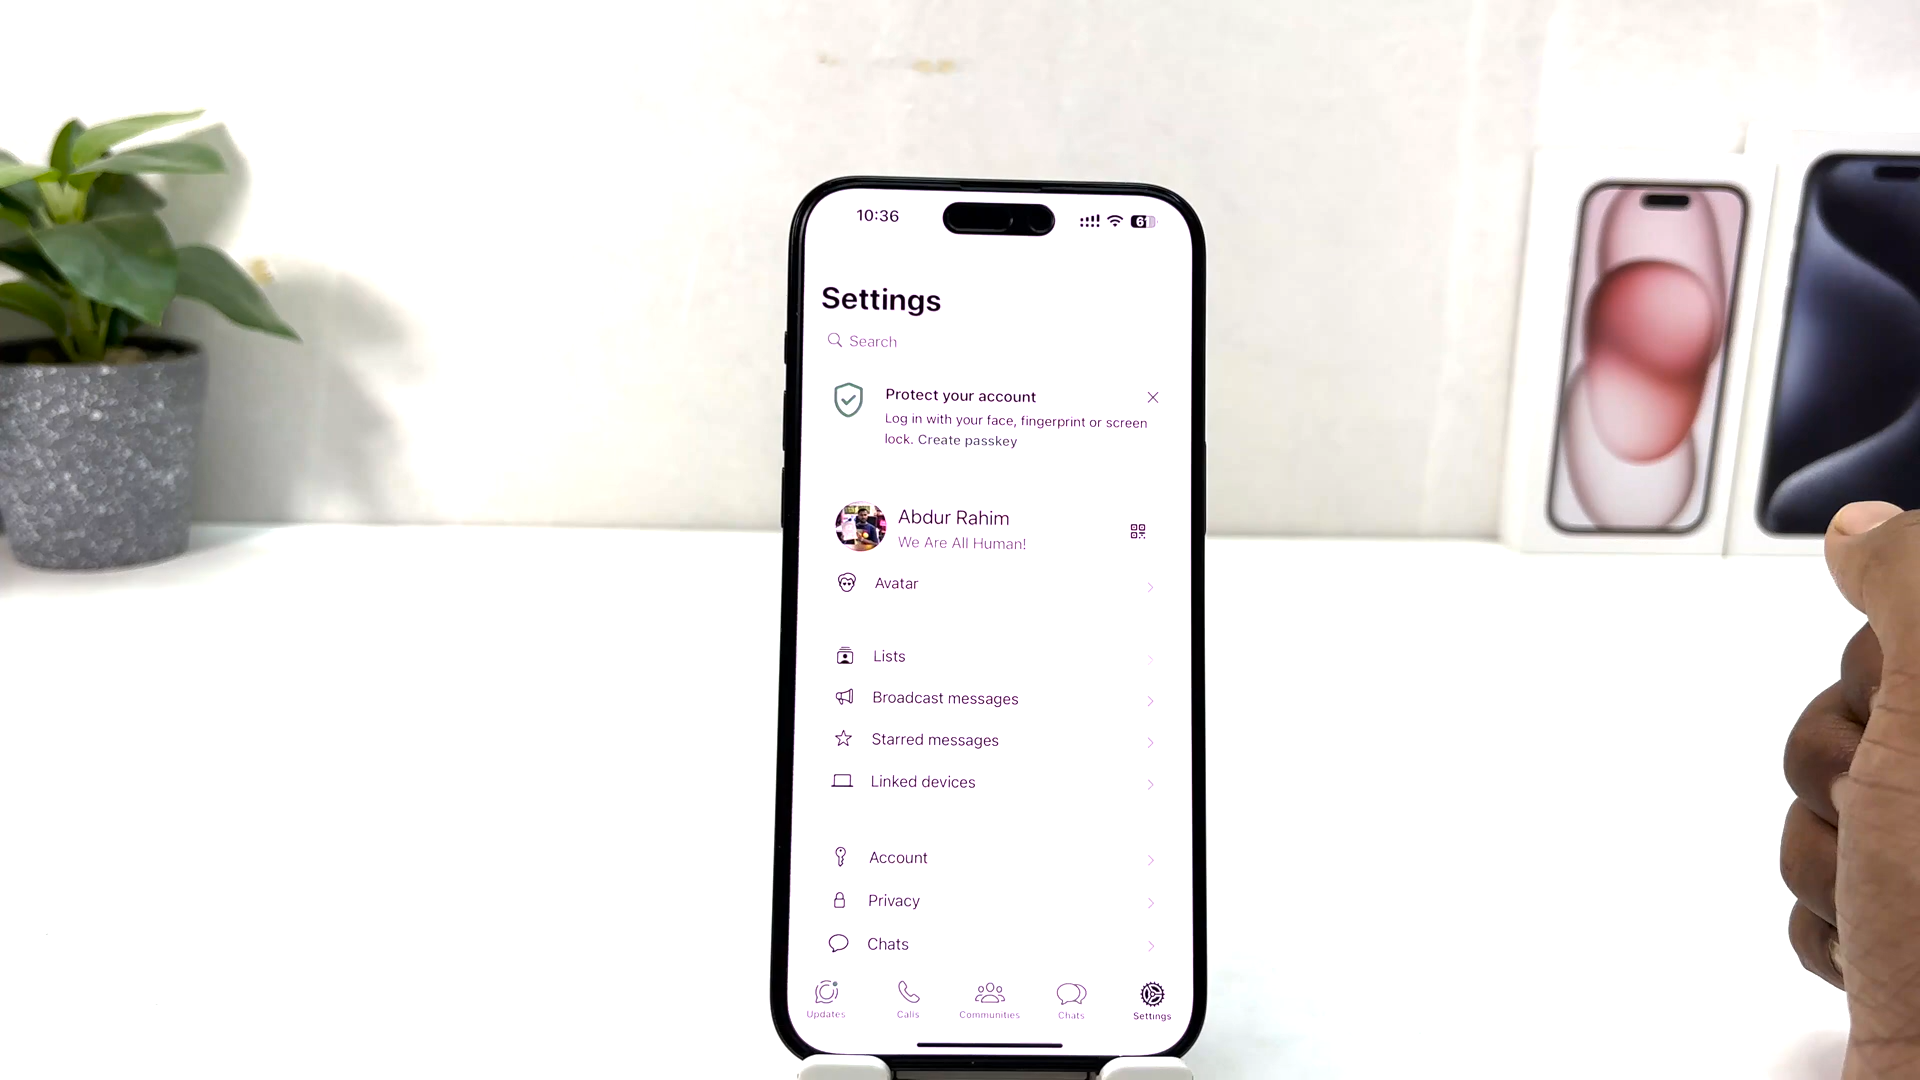 10:36
61
Settings
Search
Protect your account
Log in with your face, fingerprint or screen
lock. Create passkey
Abdur Rahim
We Are All Human!
Avatar
Lists
Broadcast messages
Starred messages
Linked devices
Account
Privacy
Chats
Updates
Calls
Communities
Chats
Settings